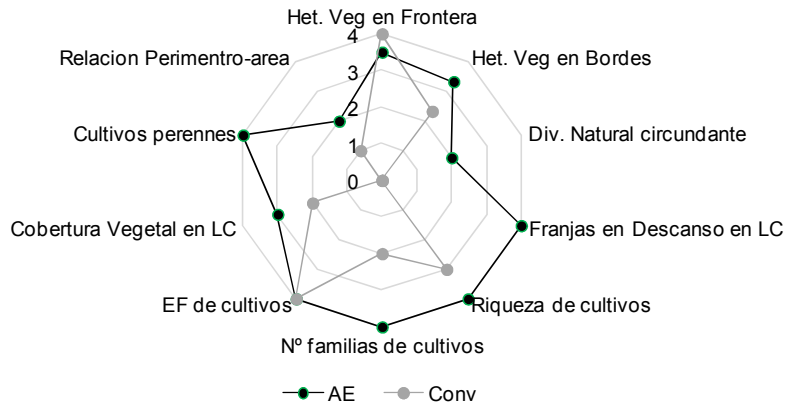 Het. Veg en Frontera
4
Relacion Perimentro-area
Het. Veg en Bordes
3
2
Cultivos perennes
Div. Natural circundante
1
0
Cobertura Vegetal en LC
Franjas en Descanso en LC
EF de cultivos
Riqueza de cultivos
Nº familias de cultivos
AE
Conv